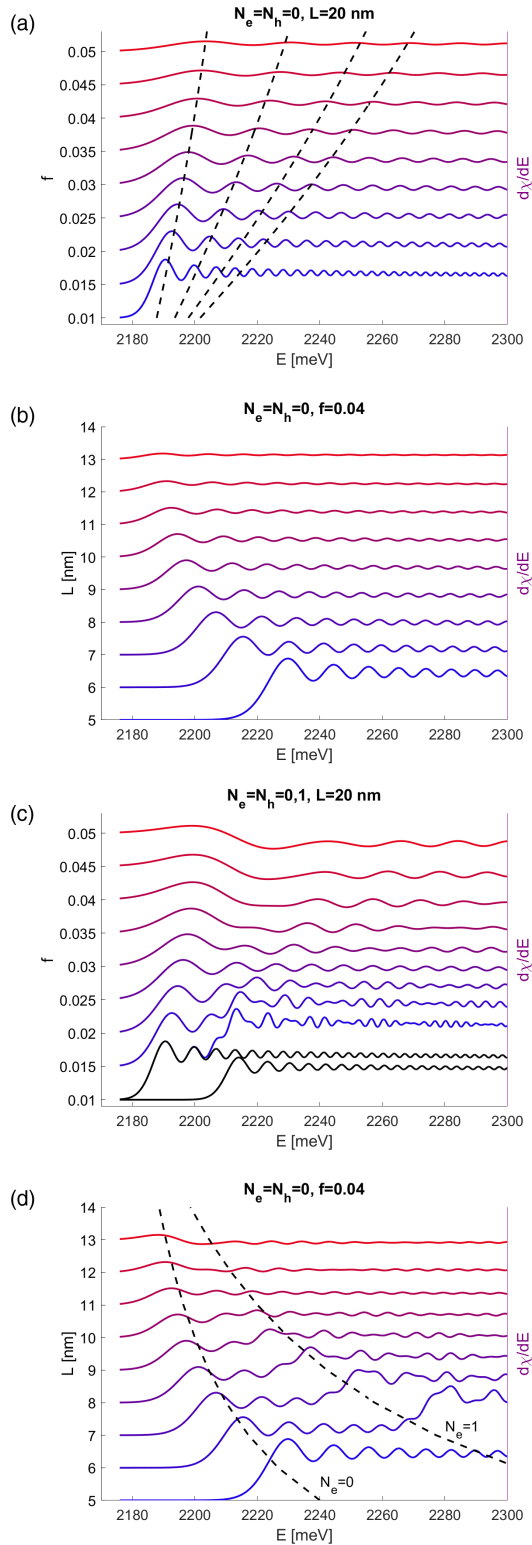 (a)
N_e=N_h=0, L=20 nm
0.05
0.04
0.035
0.03
0.025
0.02
0.015
0.01
f
dχ/dE
2180 2200 2220 2240 2260 2280 2300
E [meV]
(b)
N_e=N_h=0, f=0.04
14
13
12
11
10
9
8
7
6
5
L [nm]
dχ/dE
2180 2200 2220 2240 2260 2280 2300
E [meV]
(c)
N_e=N_h=0,1, L=20 nm
0.05
0.04
0.035
0.03
0.025
0.02
0.015
0.01
f
dχ/dE
2180 2200 2220 2240 2260 2280 2300
E [meV]
(d)
N_e=N_h=0, f=0.04
14
13
12
11
10
9
8
7
6
5
L [nm]
dχ/dE
N_e=1
N_e=0
2180 2200 2220 2240 2260 2280 2300
E [meV]